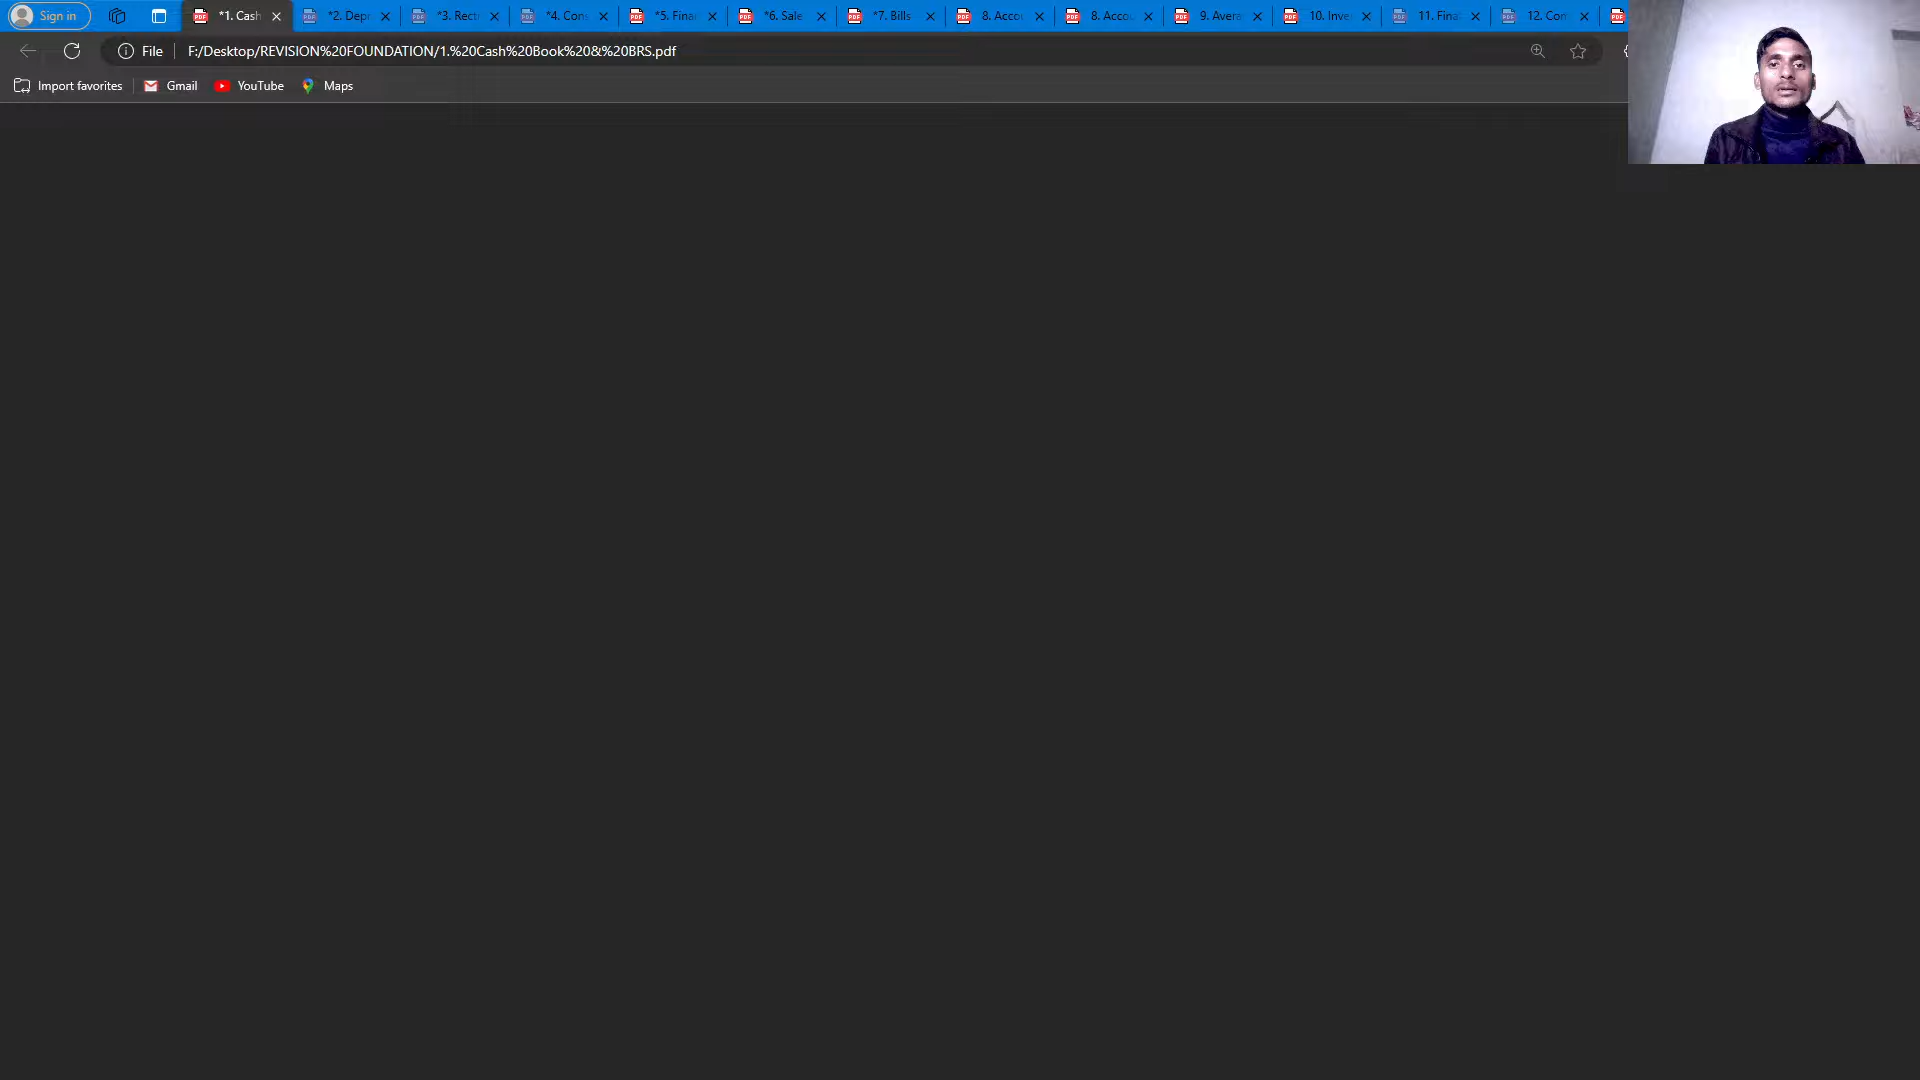 Sign in *1. Cash *2. Depr *3. Recti *4. Con *5. Fina *6. Sale *7. Bills 8. Accou 8. Accou 9. Avera 10. Inve 11. Fina 12. Con
File F:/Desktop/REVISION%20FOUNDATION/1.%20Cash%20Book%20&%20BRS.pdf
Import favorites Gmail YouTube Maps